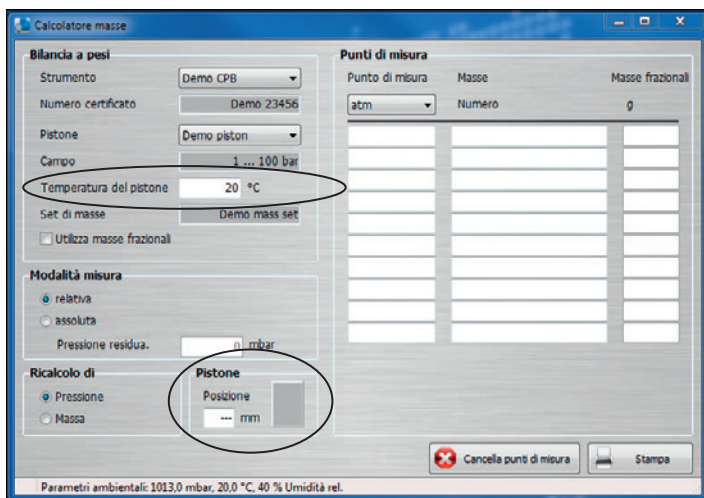 Calcolatore masse
Bilancia a pesi
Strumento Demo CPB
Numero certificato Demo 23456
Pistone Demo piston
Campo 1 ... 100 bar
Temperatura del pistone 20 °C
Set di masse Demo mass set
Utilizza masse frazionali
Modalità misura
relativa
assoluta
Pressione residua. 0 mbar
Ricalcolo di
Pressione
Massa
Pistone
Posizione
--- mm
Punti di misura
Punto di misura Masse Masse frazionali
atm Numero g
Cancella punti di misura Stampa
Parametri ambientali: 1013,0 mbar, 20,0 °C, 40 % Umidità rel.